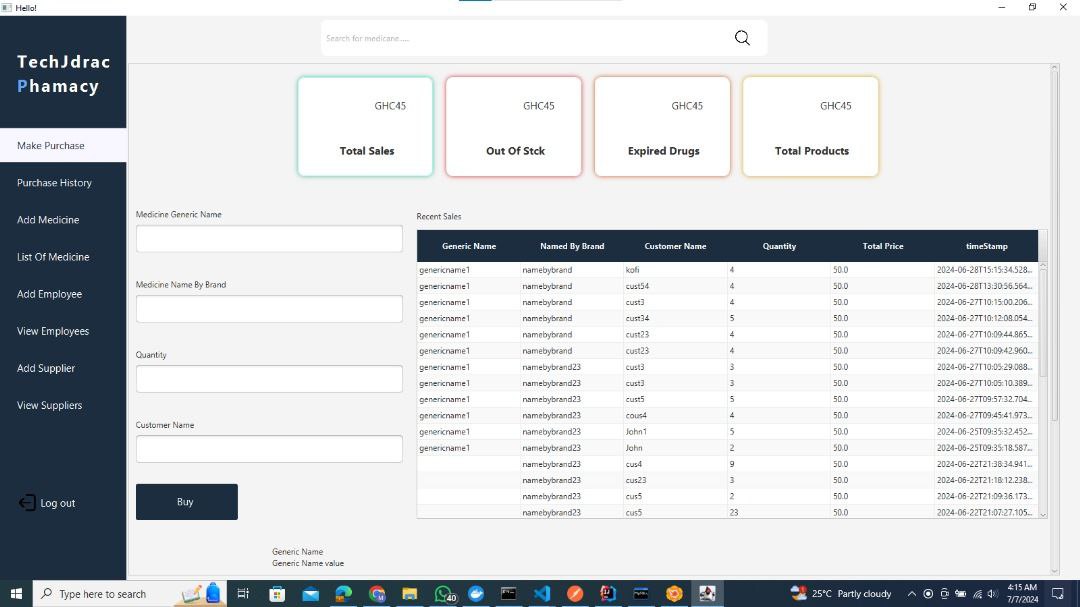 Hello!
TechJdrac
Phamacy
Make Purchase
Purchase History
Add Medicine
List Of Medicine
Add Employee
View Employees
Add Supplier
View Suppliers
Log out
Search for medicane.....
GHC45
Total Sales
GHC45
Out Of Stck
GHC45
Expired Drugs
GHC45
Total Products
Medicine Generic Name
Medicine Name By Brand
Quantity
Customer Name
Buy
Recent Sales
Generic Name Named By Brand Customer Name Quantity Total Price timeStamp
genericname1 namebybrand kofi 4 50.0 2024-06-28T15:15:34.528...
genericname1 namebybrand cust54 4 50.0 2024-06-28T13:30:56.564...
genericname1 namebybrand cust3 4 50.0 2024-06-27T10:15:00.206...
genericname1 namebybrand cust34 5 50.0 2024-06-27T10:12:08.054...
genericname1 namebybrand cust23 4 50.0 2024-06-27T10:09:44.865...
genericname1 namebybrand cust23 4 50.0 2024-06-27T10:09:42.960...
genericname1 namebybrand23 cust3 3 50.0 2024-06-27T10:05:29.088...
genericname1 namebybrand23 cust3 3 50.0 2024-06-27T10:05:10.389...
genericname1 namebybrand23 cust5 5 50.0 2024-06-27T09:57:32.704...
genericname1 namebybrand23 cous4 4 50.0 2024-06-27T09:45:41.973...
genericname1 namebybrand23 John1 5 50.0 2024-06-25T09:35:32.452...
genericname1 namebybrand23 John 2 50.0 2024-06-25T09:35:18.587...
namebybrand23 cus4 9 50.0 2024-06-22T21:38:34.941...
namebybrand23 cus23 3 50.0 2024-06-22T21:18:12.238...
namebybrand23 cus5 2 50.0 2024-06-22T21:09:36.173...
namebybrand23 cus5 23 50.0 2024-06-22T21:07:27.105...
Generic Name
Generic Name value
Type here to search
40
25°C Partly cloudy
4:15 AM
7/7/2024